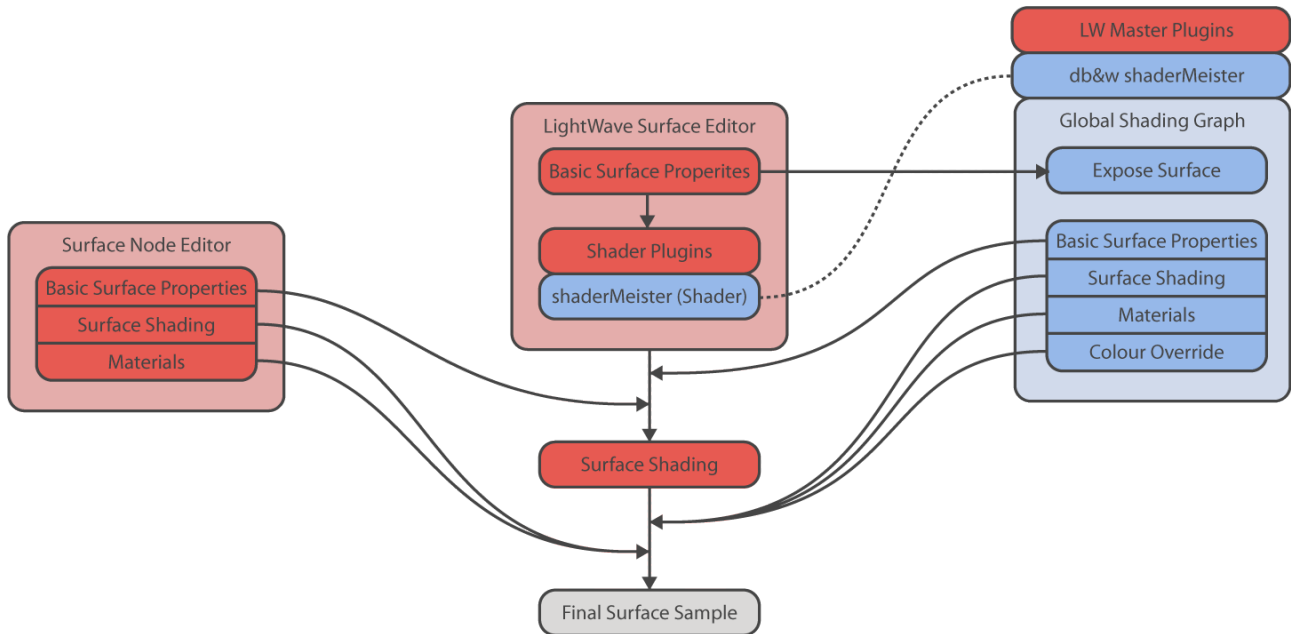 LW Master Plugins
db&w shaderMeister
Global Shading Graph
Expose Surface
Basic Surface Properties
Surface Shading
Materials
Colour Override
LightWave Surface Editor
Basic Surface Properites
Shader Plugins
shaderMeister (Shader)
Surface Node Editor
Basic Surface Properties
Surface Shading
Materials
Surface Shading
Final Surface Sample